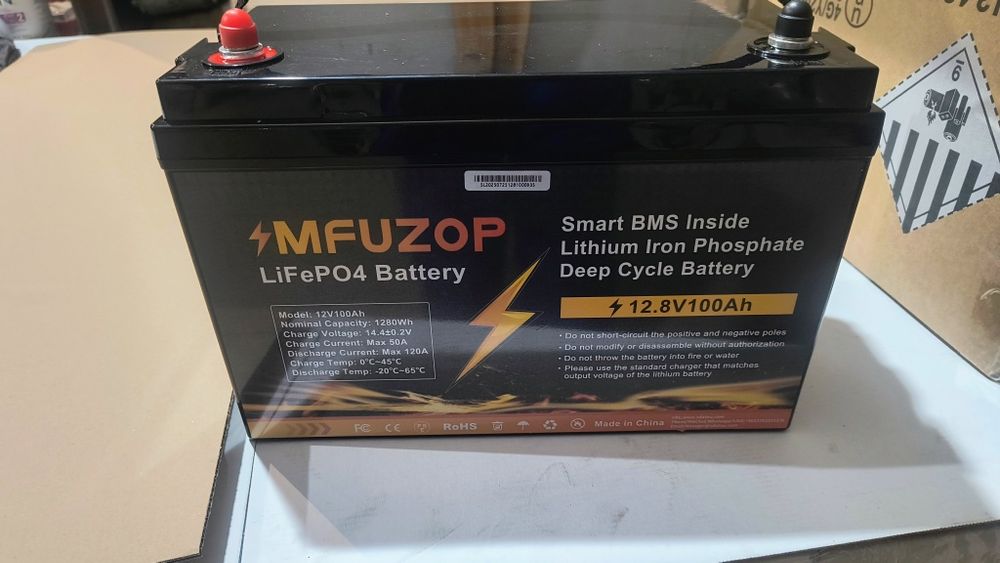 MFUZOP
LiFePO4 Battery
Model: 12V100Ah
Nominal Capacity: 1280Wh
Charge Voltage: 14.4±0.2V
Charge Current: Max 50A
Discharge Current: Max 120A
Charge Temp: 0℃~45℃
Discharge Temp: -20℃~65℃
Smart BMS Inside
Lithium Iron Phosphate
Deep Cycle Battery
12.8V100Ah
• Do not short-circuit the positive and negative poles
• Do not modify or disassemble without authorization
• Do not throw the battery into fire or water
• Please use the standard charger that matches
output voltage of the lithium battery
FC CE RoHS Made in China
9